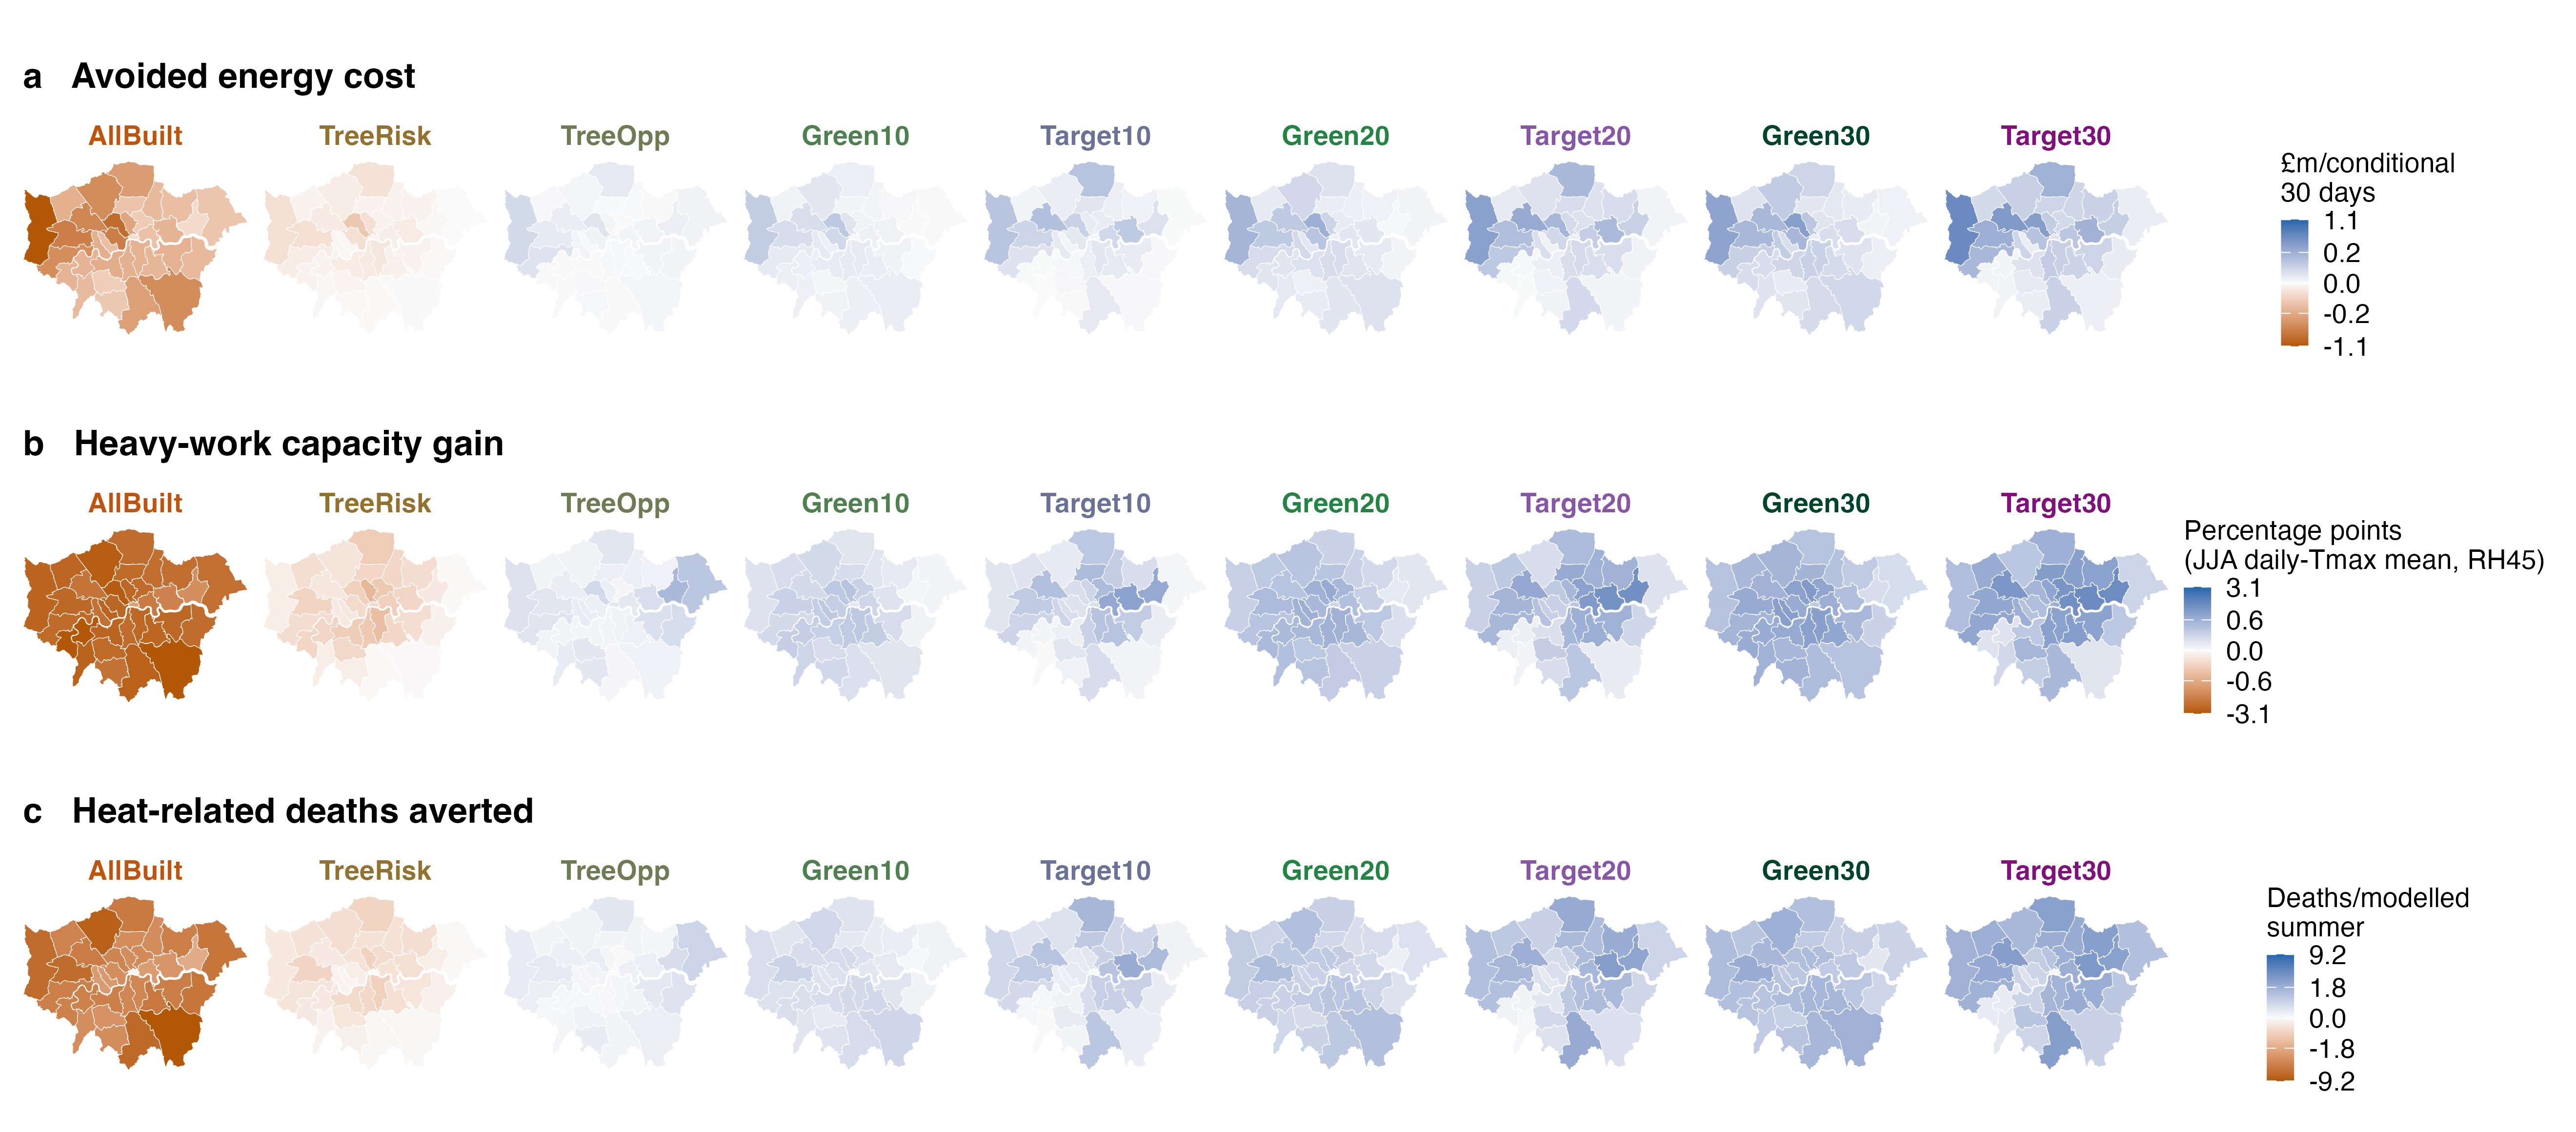 a Avoided energy cost
AllBuilt TreeRisk TreeOpp Green10 Target10 Green20 Target20 Green30 Target30
£m/conditional
30 days
1.1
0.2
0.0
-0.2
-1.1
b Heavy-work capacity gain
AllBuilt TreeRisk TreeOpp Green10 Target10 Green20 Target20 Green30 Target30
Percentage points
(JJA daily-Tmax mean, RH45)
3.1
0.6
0.0
-0.6
-3.1
c Heat-related deaths averted
AllBuilt TreeRisk TreeOpp Green10 Target10 Green20 Target20 Green30 Target30
Deaths/modelled
summer
9.2
1.8
0.0
-1.8
-9.2